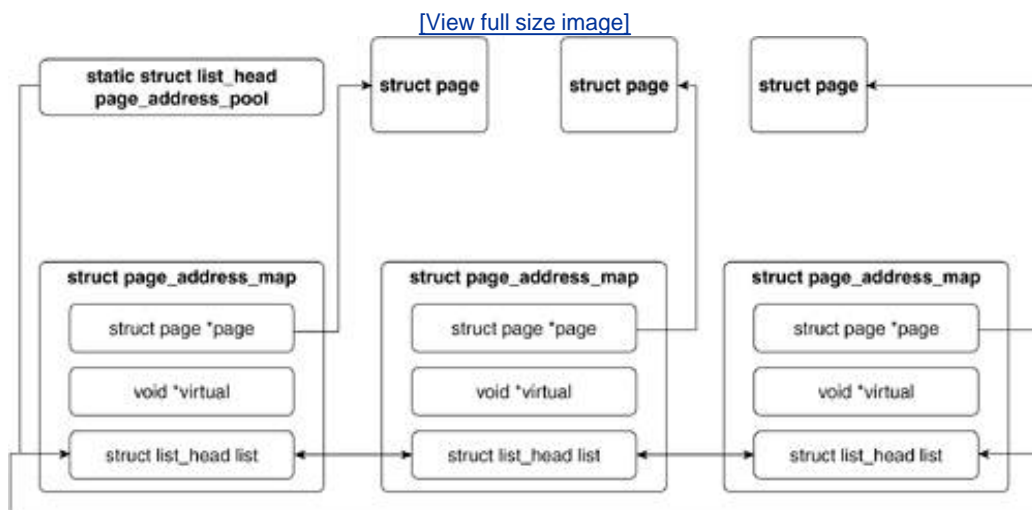 [View full size image]
static struct list_head
page_address_pool
struct page
struct page
struct page
struct page_address_map
struct page *page
void *virtual
struct list_head list
struct page_address_map
struct page *page
void *virtual
struct list_head list
struct page_address_map
struct page *page
void *virtual
struct list_head list